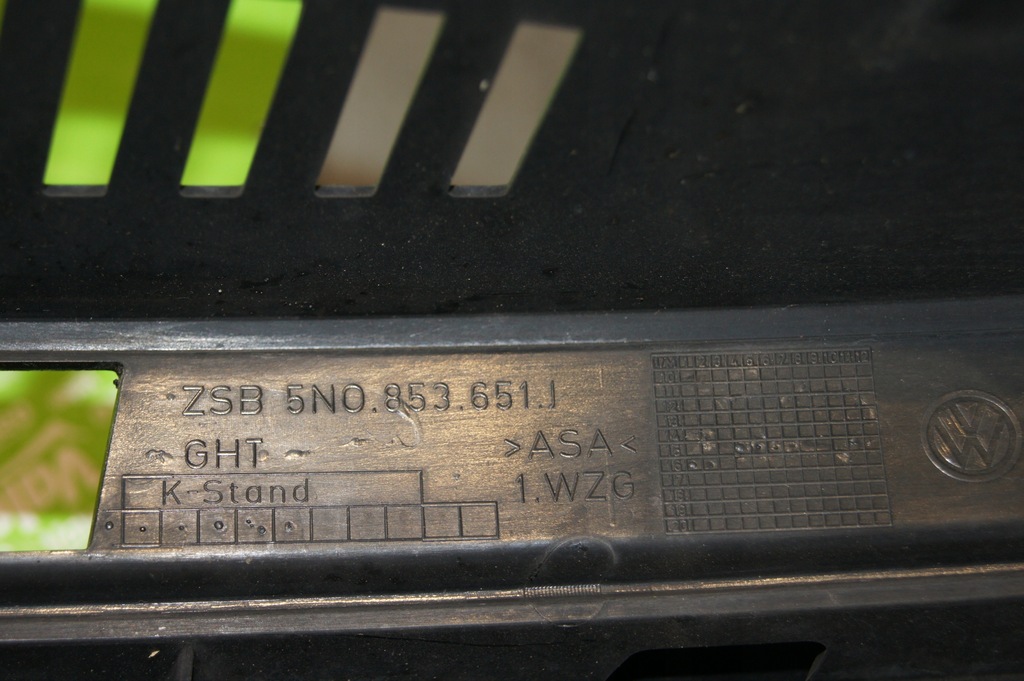 ZSB 5N0.853.651.J
GHT >ASA<
K-Stand 1.WZG